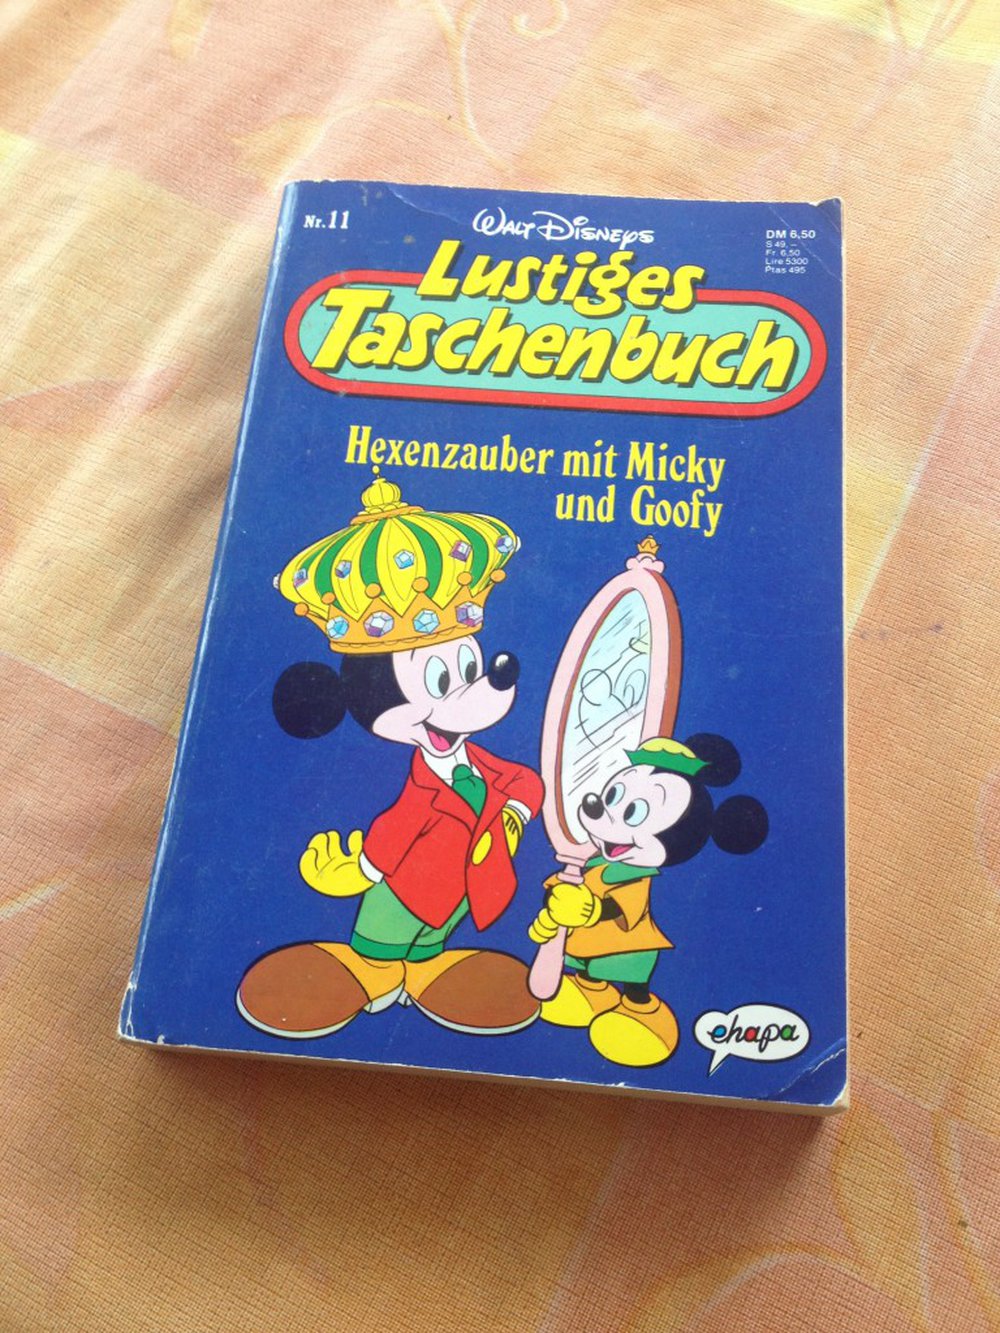 Nr. 11
WALT DISNEYS
DM 6,50
S 49,–
Fr. 6,50
Lire 5300
Ptas 495
Lustiges
Taschenbuch
Hexenzauber mit Micky
und Goofy
ehapa